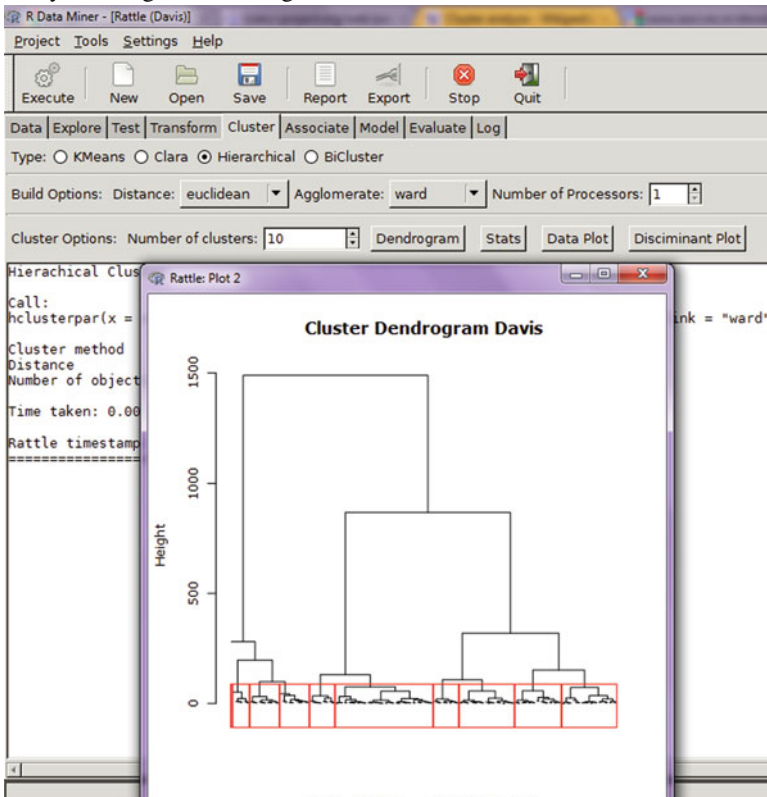 R Data Miner - [Rattle (Davis)]
Project Tools Settings Help
Execute New Open Save Report Export Stop Quit
Data Explore Test Transform Cluster Associate Model Evaluate Log
Type: KMeans Clara Hierarchical BiCluster
Build Options: Distance: euclidean Agglomerate: ward Number of Processors: 1
Cluster Options: Number of clusters: 10 Dendrogram Stats Data Plot Discriminant Plot
Hierachical Clus
Call:
hclusterpar(x =
ink = "ward"
Cluster method
Distance
Number of object
Time taken: 0.00
Rattle timestamp
==================
Rattle: Plot 2
Cluster Dendrogram Davis
Height
1500
1000
500
0